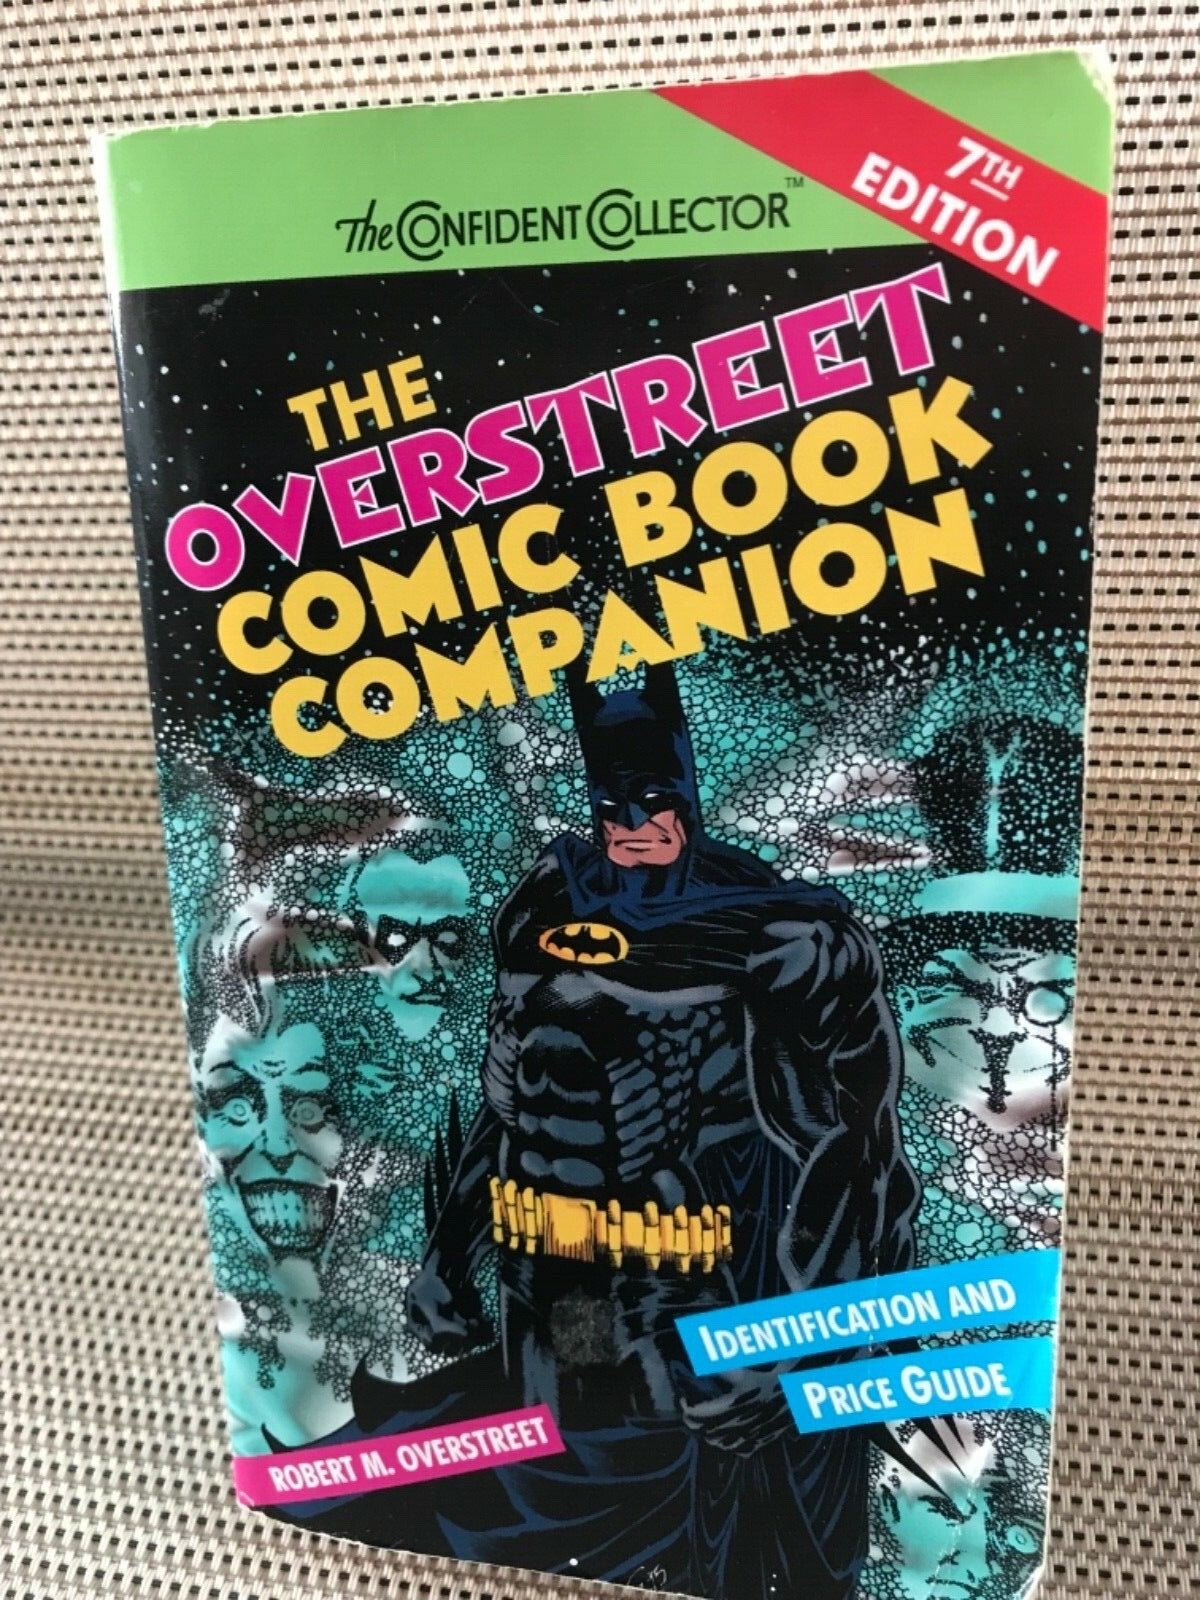 7TH
EDITION
The CONFIDENT COLLECTOR™
THE
OVERSTREET
COMIC BOOK
COMPANION
IDENTIFICATION AND
PRICE GUIDE
ROBERT M. OVERSTREET